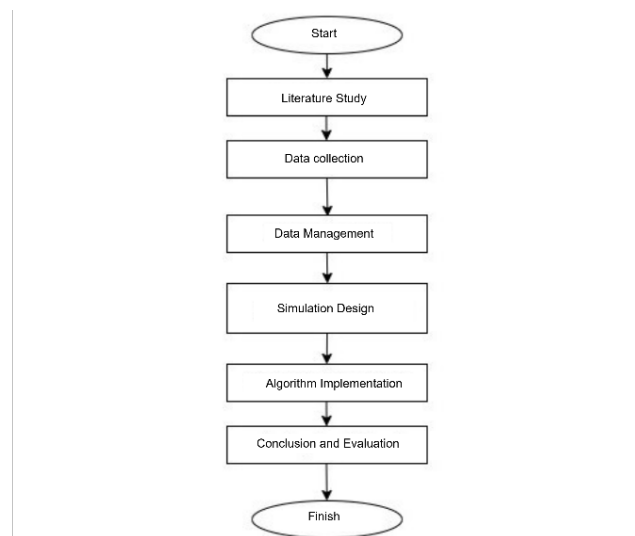 Start
Literature Study
Data collection
Data Management
Simulation Design
Algorithm Implementation
Conclusion and Evaluation
Finish